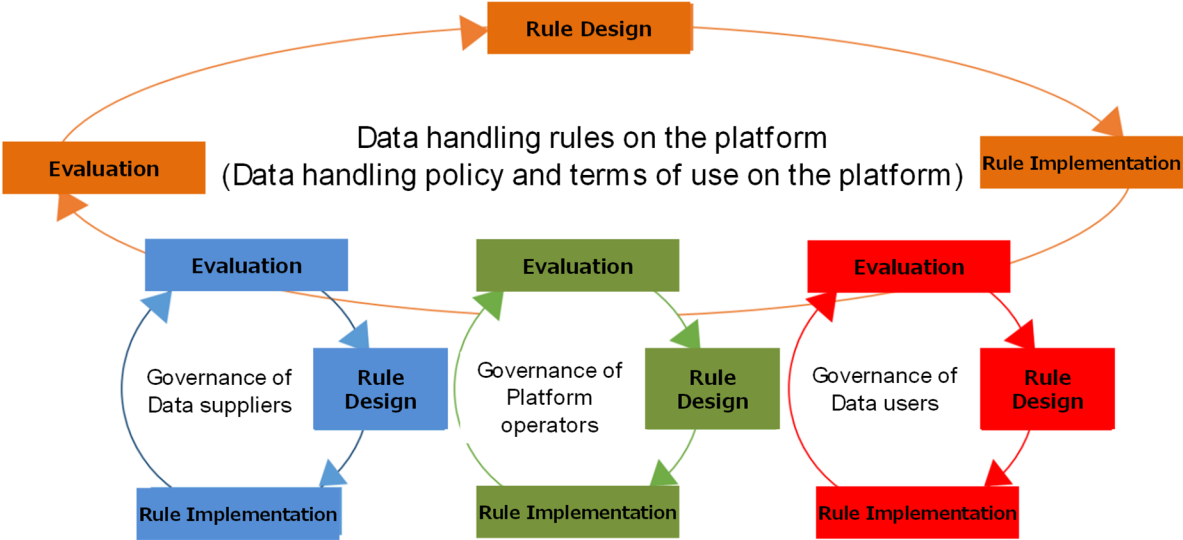 Rule Design
Data handling rules on the platform
(Data handling policy and terms of use on the platform)
Evaluation
Rule Implementation
Evaluation
Rule
Design
Governance of
Data suppliers
Rule Implementation
Evaluation
Rule
Design
Governance of
Platform
operators
Rule Implementation
Evaluation
Rule
Design
Governance of
Data users
Rule Implementation